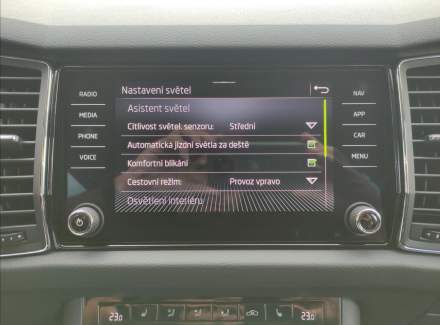 Nastavení světel
RADIO
MEDIA
PHONE
VOICE
Asistent světel
Citlivost světel. senzoru: Střední
Automatická jízdní světla za deště
Komfortní blikání
Cestovní režim: Provoz vpravo
Osvětlení interiéru
NAV
APP
CAR
MENU
23.0 23.0